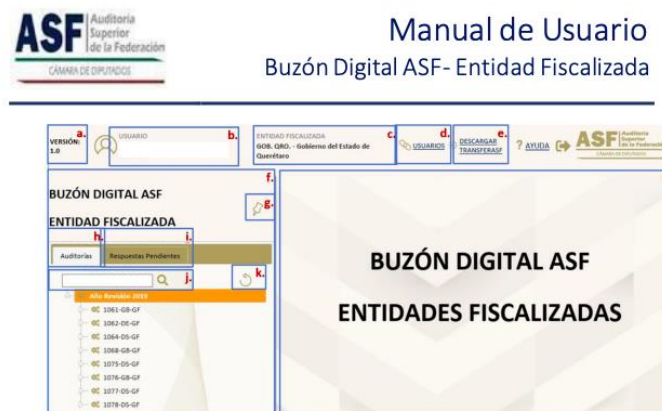 ASF Auditoría
Superior
de la Federación
CÁMARA DE DIPUTADOS
Manual de Usuario
Buzón Digital ASF- Entidad Fiscalizada
a.
VERSIÓN:
1.0
USUARIO
b.
ENTIDAD FISCALIZADA
c.
GOB. QRO. - Gobierno del Estado de
Querétaro
d.
USUARIOS
e.
DESCARGAR
TRANSFERASF
? AYUDA
ASF Auditoría
Superior
de la Federación
CÁMARA DE DIPUTADOS
f.
BUZÓN DIGITAL ASF
g.
ENTIDAD FISCALIZADA
h.
i.
Auditorías
Respuestas Pendientes
j.
k.
Año Revisión 2019
1061-GB-GF
1062-DE-GF
1064-DS-GF
1068-GB-GF
1075-DS-GF
1076-GB-GF
1077-DS-GF
1078-DS-GF
BUZÓN DIGITAL ASF
ENTIDADES FISCALIZADAS